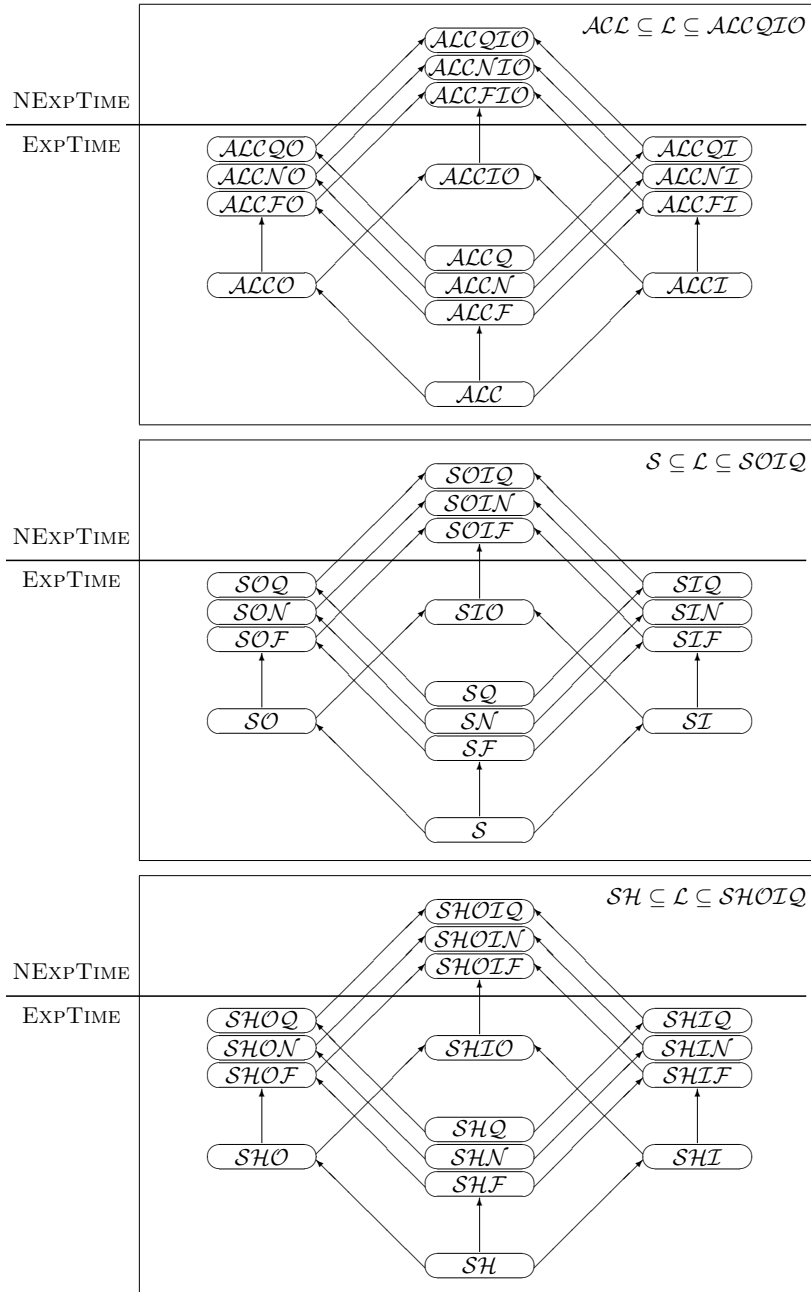 ACL ⊆ L ⊆ ALCQIO
ALCQIO
ALCNIO
ALCFIO
NExpTime
ExpTime
ALCQO
ALCNO
ALCFO
ALCIO
ALCQI
ALCNI
ALCFI
ALCQ
ALCN
ALCF
ALCO
ALCI
ALC
S ⊆ L ⊆ SOIQ
SOIQ
SOIN
SOIF
NExpTime
ExpTime
SOQ
SON
SOF
SIO
SIQ
SIN
SIF
SQ
SN
SF
SO
SI
S
SH ⊆ L ⊆ SHOIQ
SHOIQ
SHOIN
SHOIF
NExpTime
ExpTime
SHOQ
SHON
SHOF
SHIO
SHIQ
SHIN
SHIF
SHQ
SHN
SHF
SHO
SHI
SH